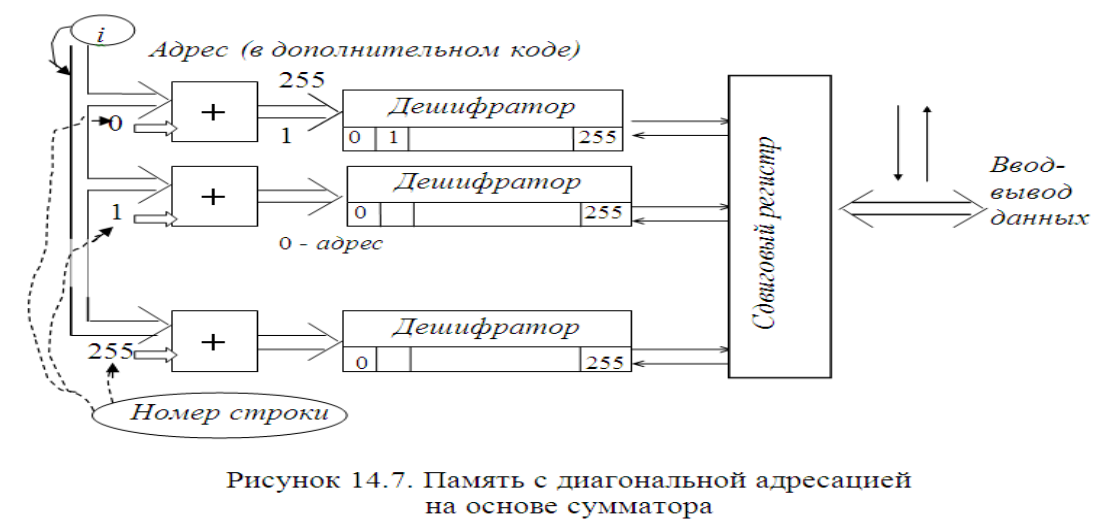 i
Адрес (в дополнительном коде)
255
0
+
1
Дешифратор
0 1 255
1
+
Дешифратор
0 255
0 - адрес
255
+
Дешифратор
0 255
Номер строки
Сдвиговый регистр
Ввод-
вывод
данных
Рисунок 14.7. Память с диагональной адресацией
на основе сумматора